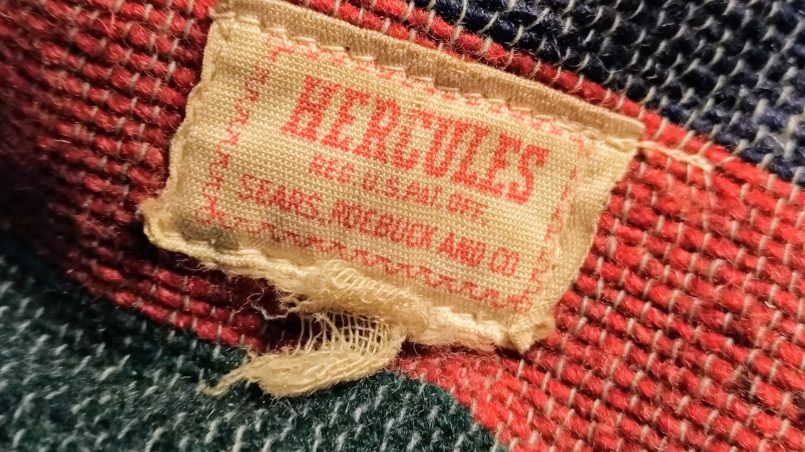 HERCULES
REG. U.S. PAT. OFF.
SEARS, ROEBUCK AND CO.